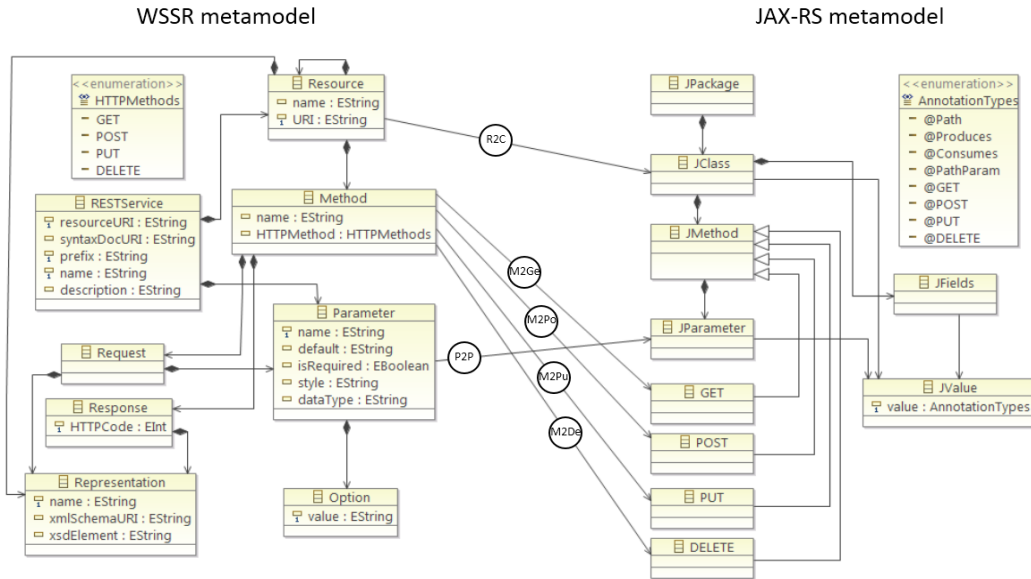 WSSR metamodel
JAX-RS metamodel
<<enumeration>>
HTTPMethods
GET
POST
PUT
DELETE
Resource
name : EString
URI : EString
RESTService
resourceURI : EString
syntaxDocURI : EString
prefix : EString
name : EString
description : EString
Method
name : EString
HTTPMethod : HTTPMethods
Parameter
name : EString
default : EString
isRequired : EBoolean
style : EString
dataType : EString
Request
Response
HTTPCode : EInt
Representation
name : EString
xmlSchemaURI : EString
xsdElement : EString
Option
value : EString
R2C
M2Ge
M2Po
P2P
M2Pu
M2De
JPackage
JClass
JMethod
JParameter
GET
POST
PUT
DELETE
<<enumeration>>
AnnotationTypes
@Path
@Produces
@Consumes
@PathParam
@GET
@POST
@PUT
@DELETE
JFields
JValue
value : AnnotationTypes